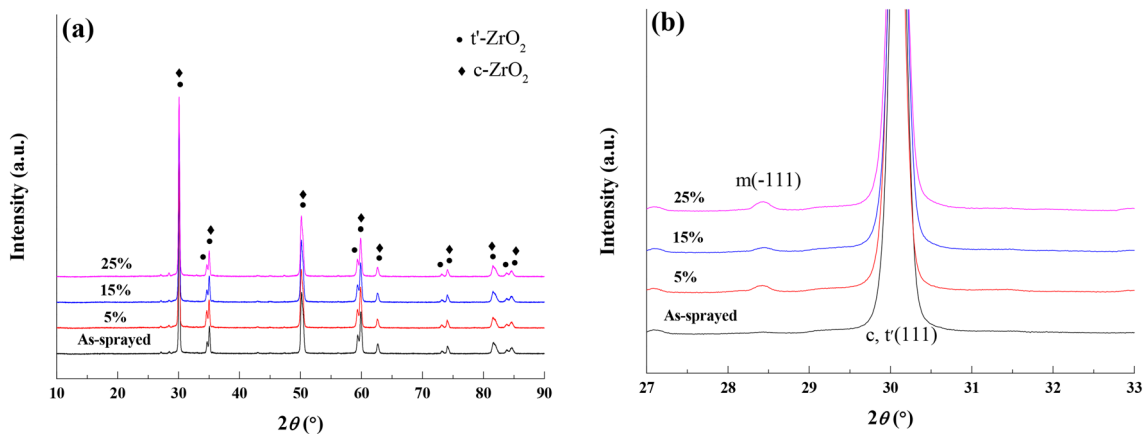 (a)
● t'-ZrO2
♦ c-ZrO2
Intensity (a.u.)
25%
15%
5%
As-sprayed
10 20 30 40 50 60 70 80 90
2θ (°)
(b)
Intensity (a.u.)
m(-111)
25%
15%
5%
As-sprayed
c, t'(111)
27 28 29 30 31 32 33
2θ (°)